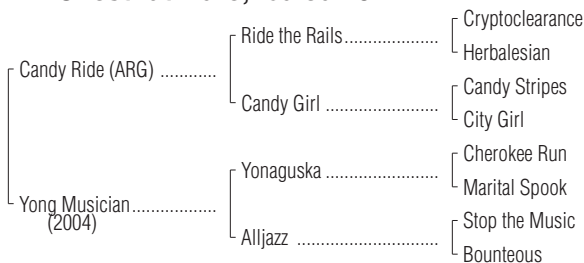 Cryptoclearance
Ride the Rails....................
Herbalesian
Candy Ride (ARG) ............
Candy Stripes
Candy Girl ........................
City Girl
Cherokee Run
Yonaguska ........................
Marital Spook
Yong Musician..................
(2004)
Stop the Music
Alljazz ..............................
Bounteous